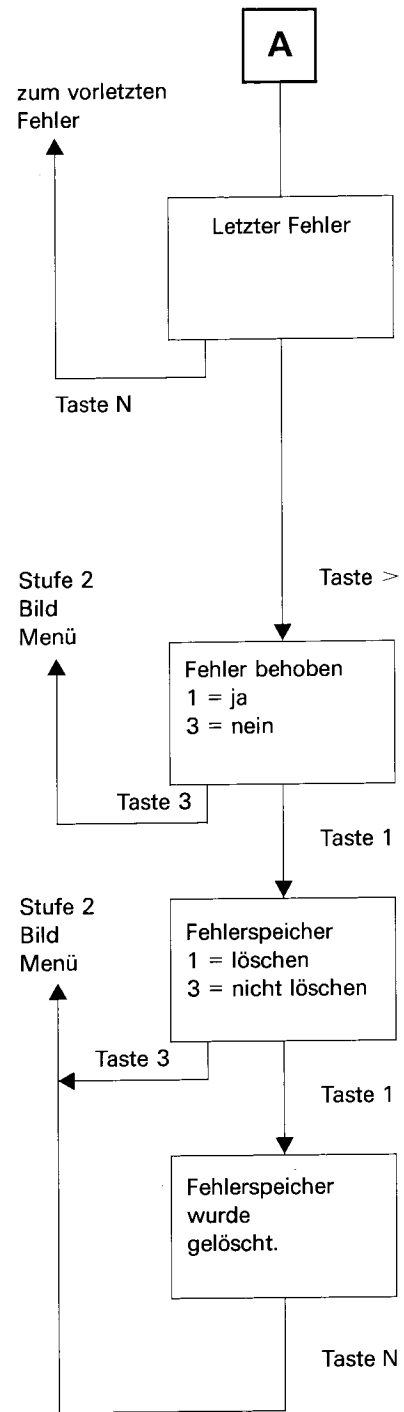 A
zum vorletzten
Fehler
Letzter Fehler
Taste N
Taste >
Stufe 2
Bild
Menü
Fehler behoben
1 = ja
3 = nein
Taste 3
Taste 1
Stufe 2
Bild
Menü
Fehlerspeicher
1 = löschen
3 = nicht löschen
Taste 3
Taste 1
Fehlerspeicher
wurde
gelöscht.
Taste N